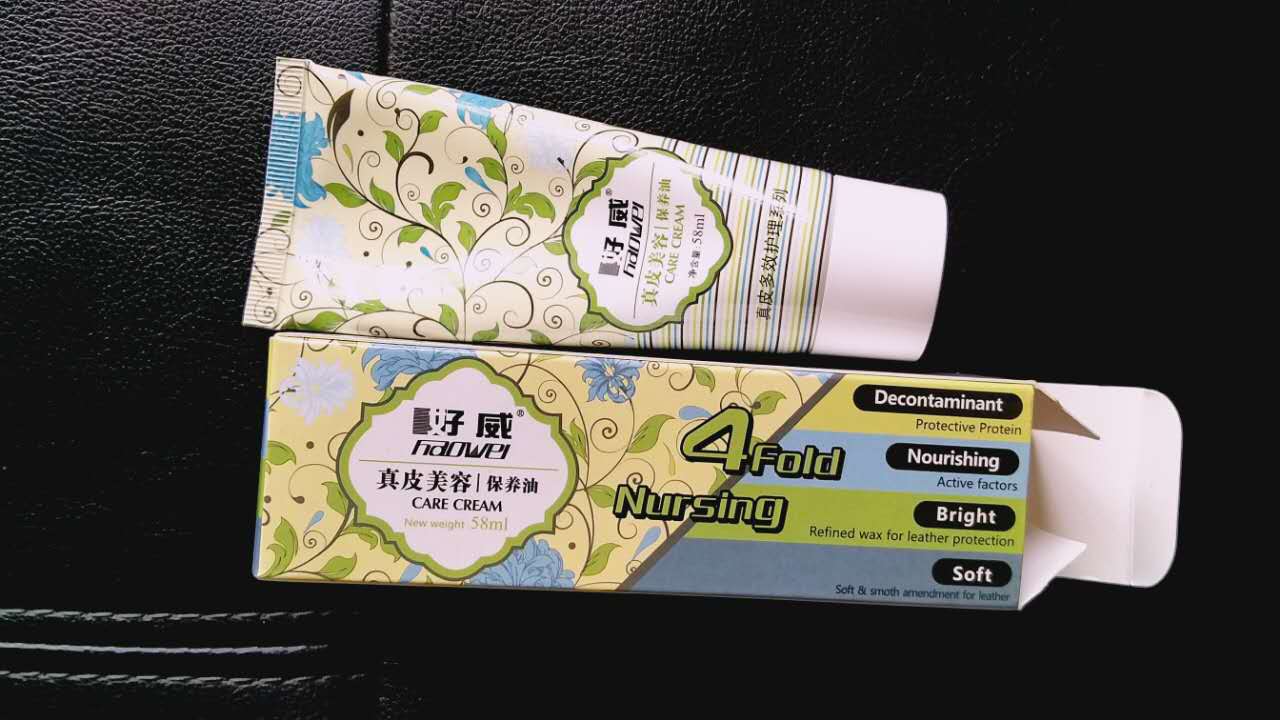 好威®
haowei
真皮美容|保养油
CARE CREAM
净含量 58ml
真皮多效护理系列
好威®
haowei
真皮美容|保养油
CARE CREAM
New weight 58ml
4Fold
Nursing
Decontaminant
Protective Protein
Nourishing
Active factors
Bright
Refined wax for leather protection
Soft
Soft & smoth amendment for leather